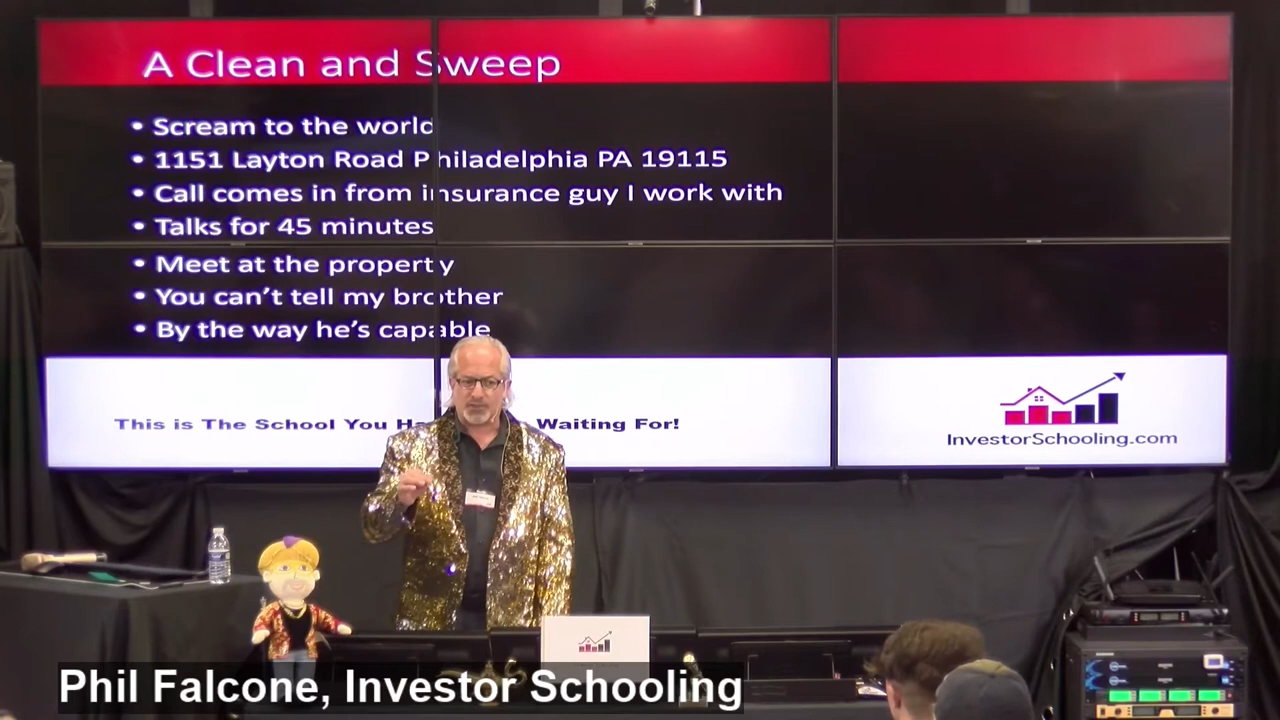 A Clean and Sweep
• Scream to the world
• 1151 Layton Road Philadelphia PA 19115
• Call comes in from insurance guy I work with
• Talks for 45 minutes
• Meet at the property
• You can't tell my brother
• By the way he's capable
This is The School You Ha Waiting For!
InvestorSchooling.com
Phil Falcone, Investor Schooling